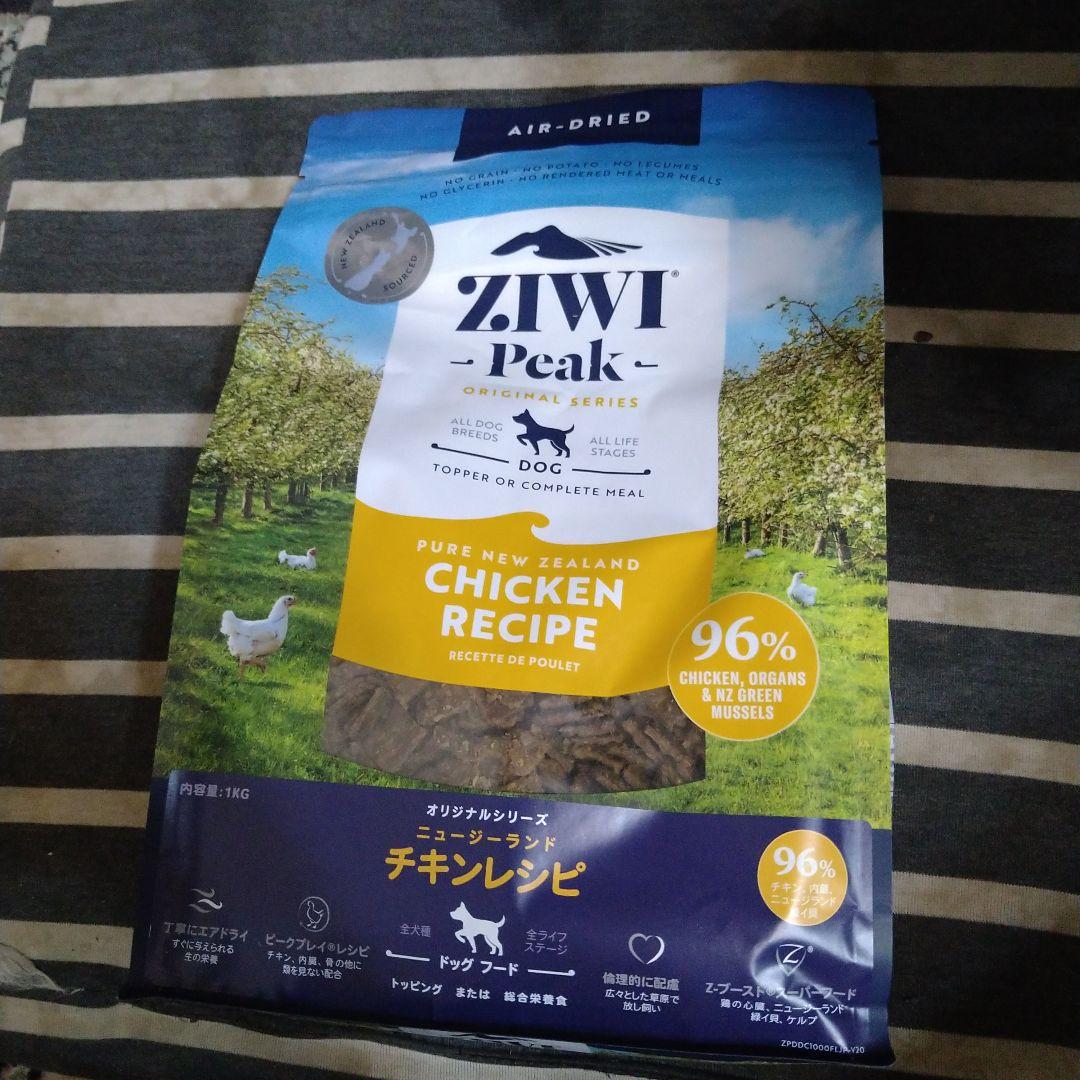 AIR-DRIED
NO GRAIN · NO POTATO · NO LEGUMES
NO GLYCERIN · NO RENDERED MEAT OR MEALS
NEW ZEALAND
SOURCED
ZIWI®
- Peak -
ORIGINAL SERIES
ALL DOG
BREEDS
ALL LIFE
STAGES
DOG
TOPPER OR COMPLETE MEAL
PURE NEW ZEALAND
CHICKEN
RECIPE
RECETTE DE POULET
96%
CHICKEN, ORGANS
& NZ GREEN
MUSSELS
内容量:1KG
オリジナルシリーズ
ニュージーランド
チキンレシピ
96%
チキン、内臓、
ニュージーランド
緑イ貝
丁寧にエアドライ
すぐに与えられる
生の栄養
ピークプレイ®レシピ
チキン、内臓、骨の他に
類を見ない配合
全犬種
全ライフ
ステージ
ドッグ フード
トッピング または 総合栄養食
倫理的に配慮
広々とした草原で
放し飼い
Z®
Z-ブースト®スーパーフード
鶏の心臓、ニュージーランド
緑イ貝、ケルプ
ZPDDC1000FLJP-V20